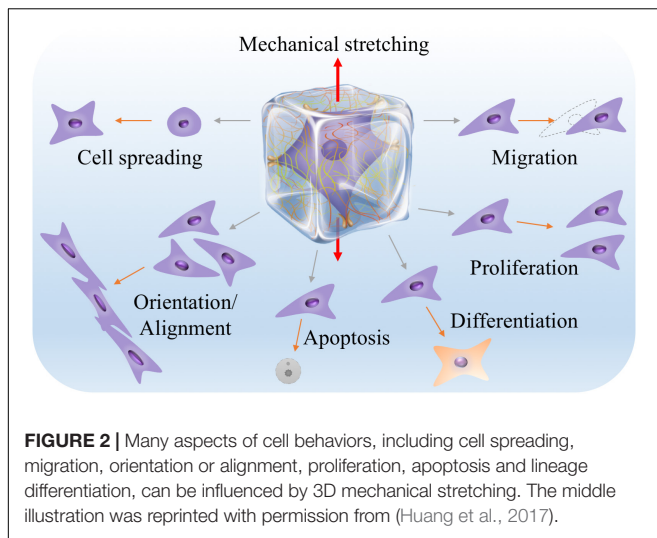 Mechanical stretching
Cell spreading
Migration
Orientation/
Alignment
Proliferation
Apoptosis
Differentiation
FIGURE 2 | Many aspects of cell behaviors, including cell spreading,
migration, orientation or alignment, proliferation, apoptosis and lineage
differentiation, can be influenced by 3D mechanical stretching. The middle
illustration was reprinted with permission from (Huang et al., 2017).